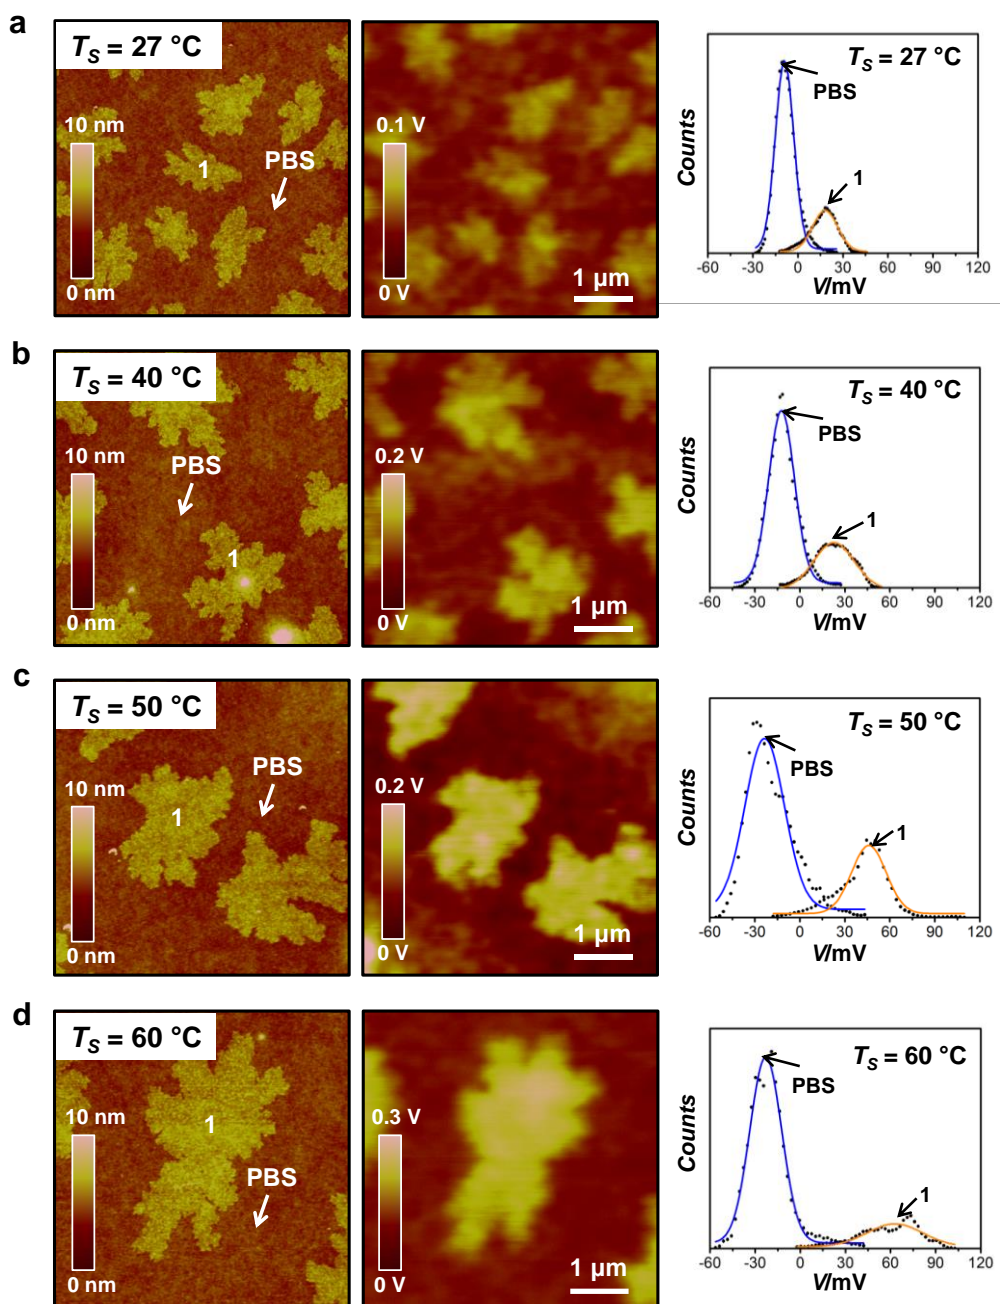 a
T_S = 27 °C
10 nm
0 nm
1
PBS
0.1 V
0 V
1 µm
Counts
T_S = 27 °C
PBS
1
-60 -30 0 30 60 90 120
V/mV
b
T_S = 40 °C
10 nm
0 nm
PBS
1
0.2 V
0 V
1 µm
Counts
T_S = 40 °C
PBS
1
-60 -30 0 30 60 90 120
V/mV
c
T_S = 50 °C
10 nm
0 nm
PBS
1
0.2 V
0 V
1 µm
Counts
T_S = 50 °C
PBS
1
-60 -30 0 30 60 90 120
V/mV
d
T_S = 60 °C
10 nm
0 nm
1
PBS
0.3 V
0 V
1 µm
Counts
T_S = 60 °C
PBS
1
-60 -30 0 30 60 90 120
V/mV